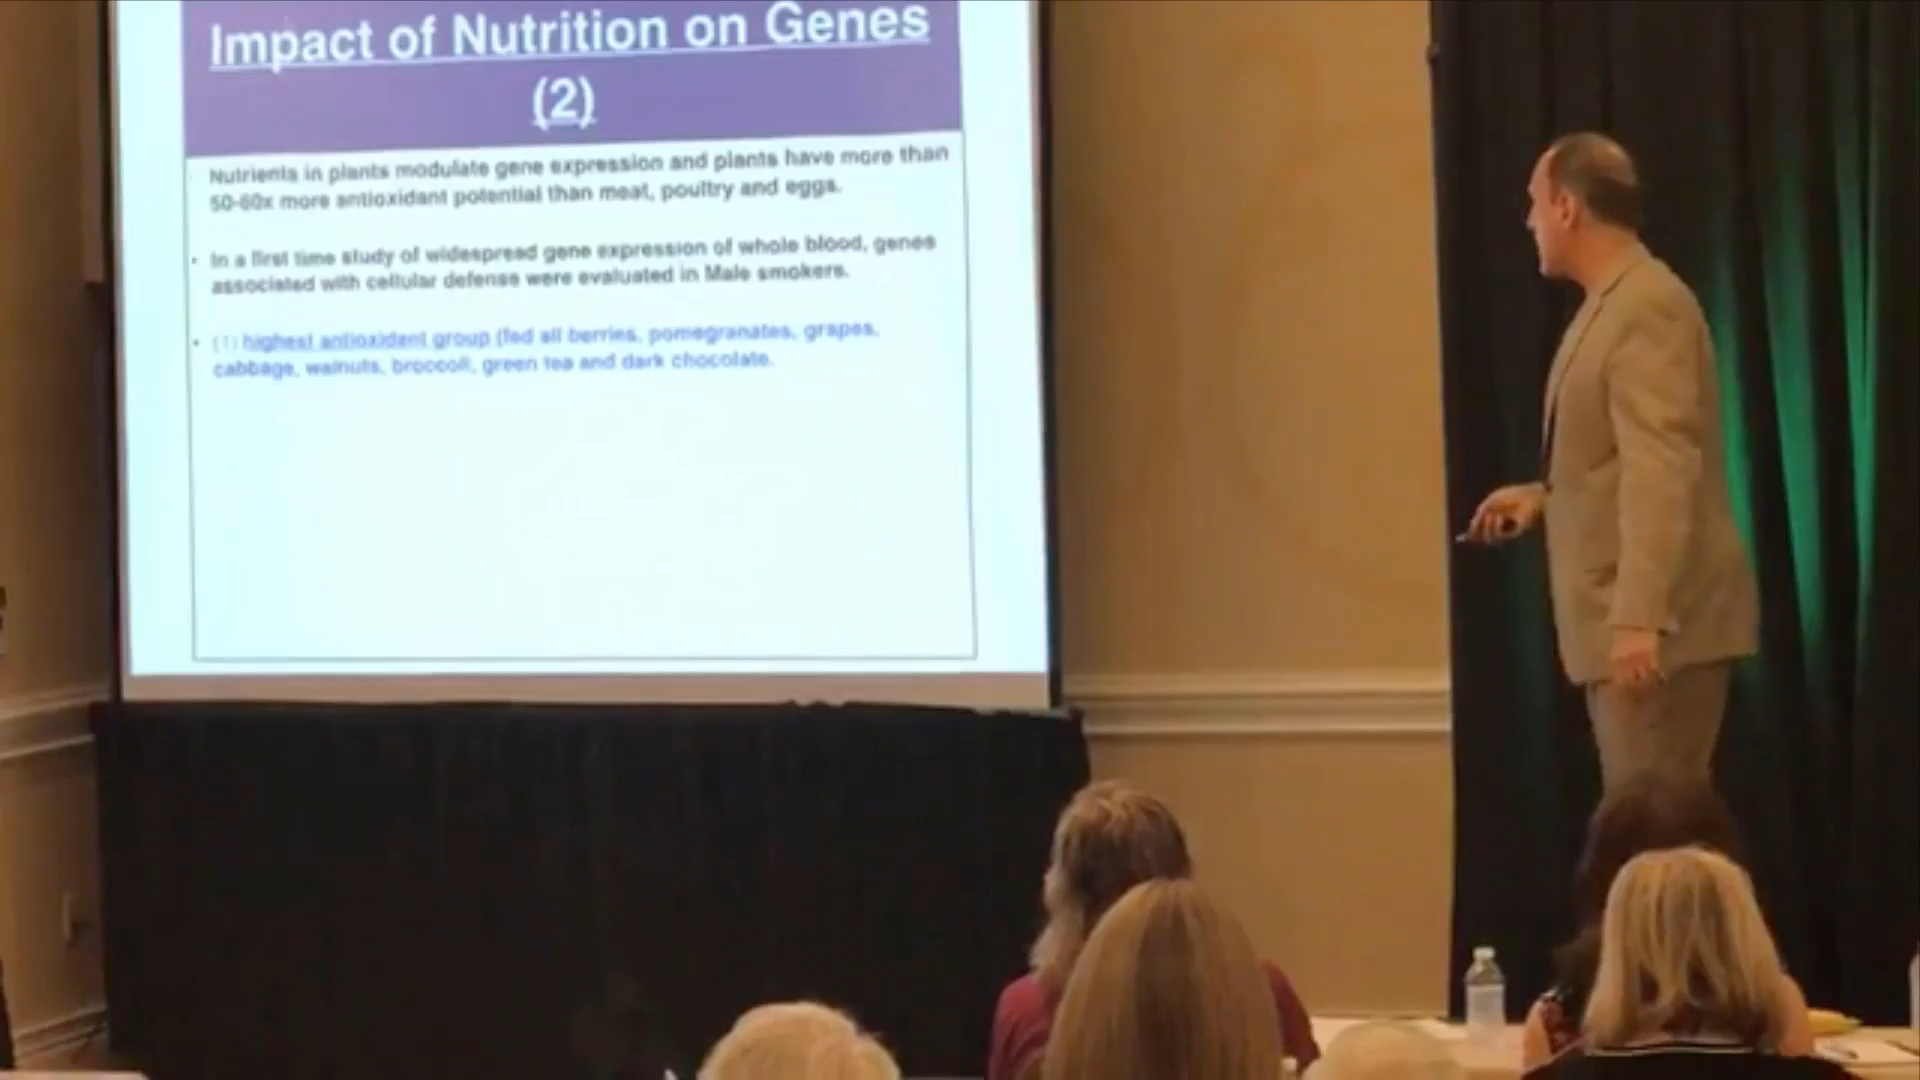 Impact of Nutrition on Genes
(2)
Nutrients in plants modulate gene expression and plants have more than
50-60x more antioxidant potential than meat, poultry and eggs.
• In a first time study of widespread gene expression of whole blood, genes
associated with cellular defense were evaluated in Male smokers.
• (1) highest antioxident group (fed all berries, pomegranates, grapes,
cabbage, walnuts, broccoli, green tea and dark chocolate.